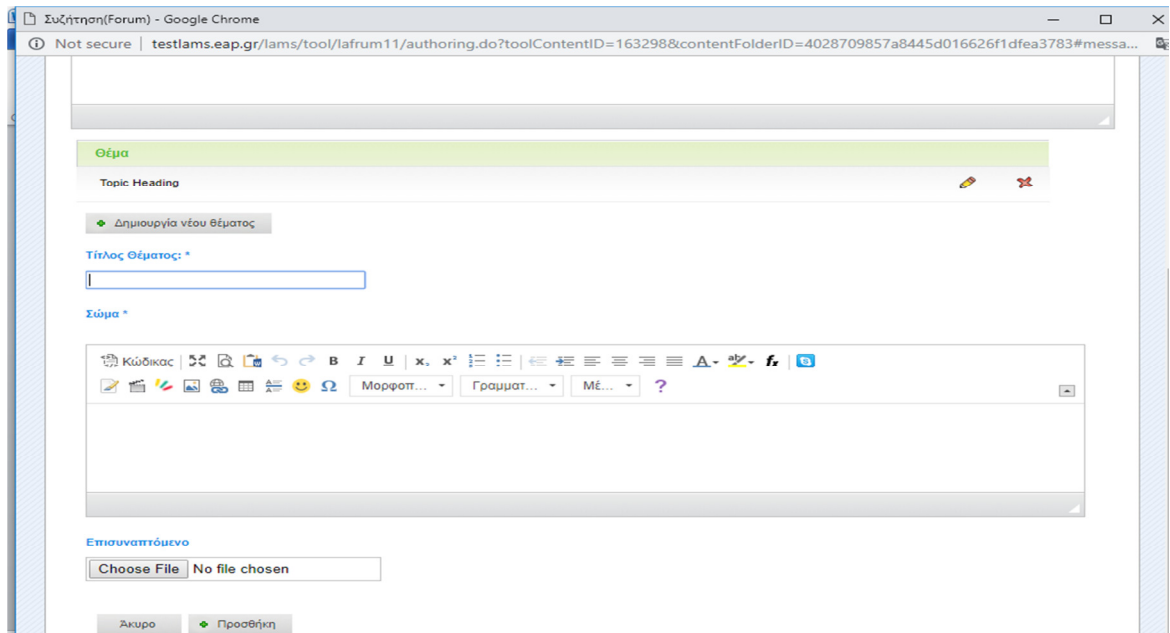 Συζήτηση(Forum) - Google Chrome
Not secure | testlams.eap.gr/lams/tool/lafrum11/authoring.do?toolContentID=163298&contentFolderID=4028709857a8445d016626f1dfea3783#messa...
Θέμα
Topic Heading
Δημιουργία νέου θέματος
Τίτλος Θέματος: *
Σώμα *
Κώδικας B I U x₂ x² A
Ω Μορφοπ... Γραμματ... Μέ... ?
Επισυναπτόμενο
Choose File No file chosen
Άκυρο Προσθήκη